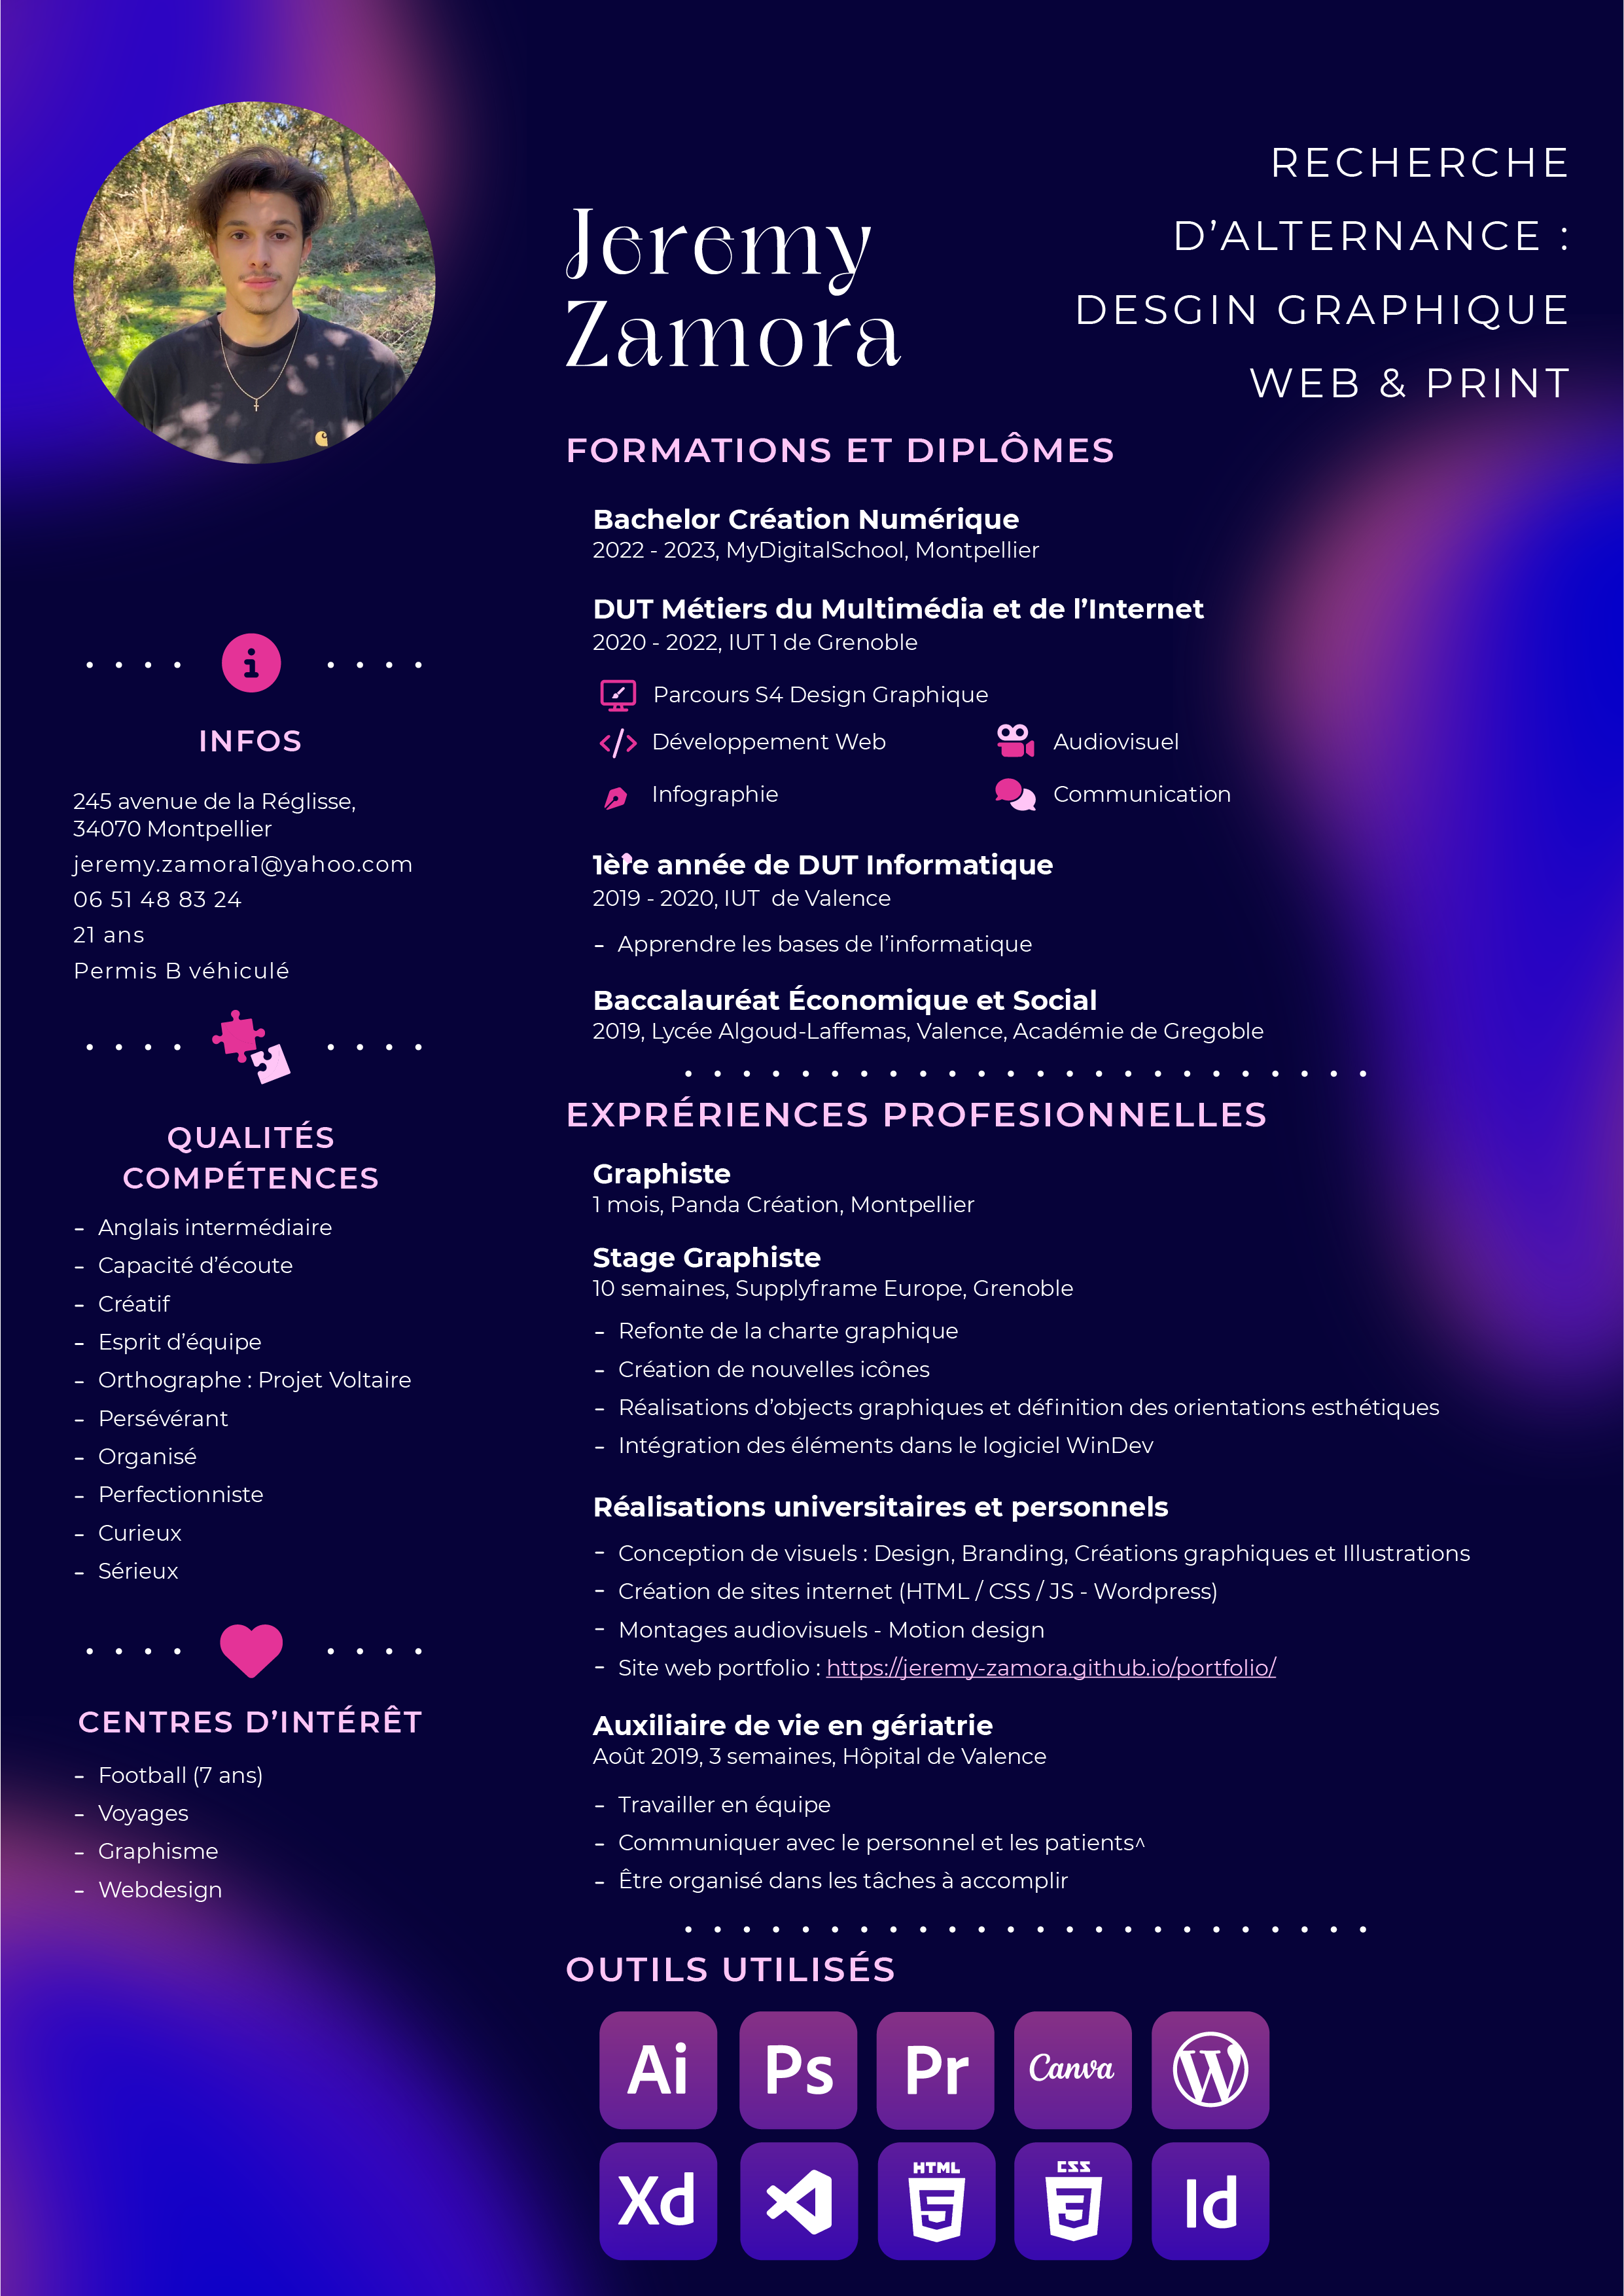 Jeremy
Zamora
RECHERCHE
D’ALTERNANCE :
DESGIN GRAPHIQUE
WEB & PRINT
INFOS
245 avenue de la Réglisse,
34070 Montpellier
jeremy.zamora1@yahoo.com
06 51 48 83 24
21 ans
Permis B véhiculé
QUALITÉS
COMPÉTENCES
- Anglais intermédiaire
- Capacité d’écoute
- Créatif
- Esprit d’équipe
- Orthographe : Projet Voltaire
- Persévérant
- Organisé
- Perfectionniste
- Curieux
- Sérieux
CENTRES D’INTÉRÊT
- Football (7 ans)
- Voyages
- Graphisme
- Webdesign
FORMATIONS ET DIPLÔMES
Bachelor Création Numérique
2022 - 2023, MyDigitalSchool, Montpellier
DUT Métiers du Multimédia et de l’Internet
2020 - 2022, IUT 1 de Grenoble
Parcours S4 Design Graphique
Développement Web
Audiovisuel
Infographie
Communication
1ère année de DUT Informatique
2019 - 2020, IUT  de Valence
- Apprendre les bases de l’informatique
Baccalauréat Économique et Social
2019, Lycée Algoud-Laffemas, Valence, Académie de Gregoble
EXPRÉRIENCES PROFESIONNELLES
Graphiste
1 mois, Panda Création, Montpellier
Stage Graphiste
10 semaines, Supplyframe Europe, Grenoble
- Refonte de la charte graphique
- Création de nouvelles icônes
- Réalisations d’objects graphiques et définition des orientations esthétiques
- Intégration des éléments dans le logiciel WinDev
Réalisations universitaires et personnels
- Conception de visuels : Design, Branding, Créations graphiques et Illustrations
- Création de sites internet (HTML / CSS / JS - Wordpress)
- Montages audiovisuels - Motion design
- Site web portfolio : https://jeremy-zamora.github.io/portfolio/
Auxiliaire de vie en gériatrie
Août 2019, 3 semaines, Hôpital de Valence
- Travailler en équipe
- Communiquer avec le personnel et les patients^
- Être organisé dans les tâches à accomplir
OUTILS UTILISÉS
Ai Ps Pr Canva W
Xd HTML 5 CSS 3 Id